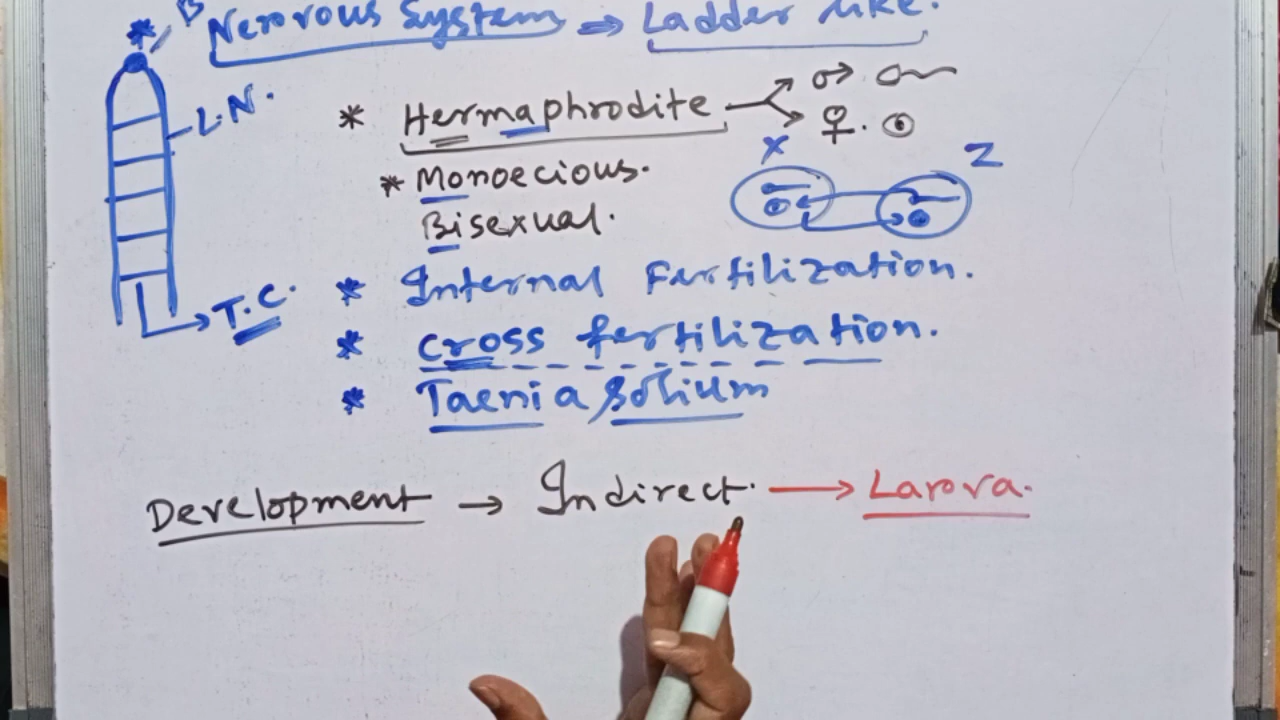 * B Nervous System ⇒ Ladder like.
L.N.
* Hermaphrodite → ♂
♀.
* Monoecious.
Bisexual.
X Z
* Internal Fertilization.
T.C.
* Cross fertilization.
* Taenia Solium
Development → Indirect. → Larva.